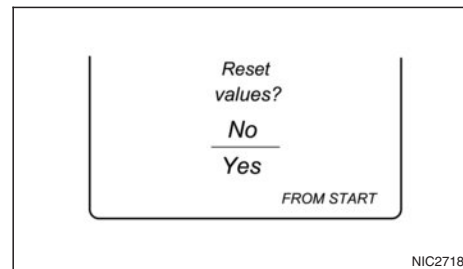 Reset
values?
No
Yes
FROM START
NIC2718